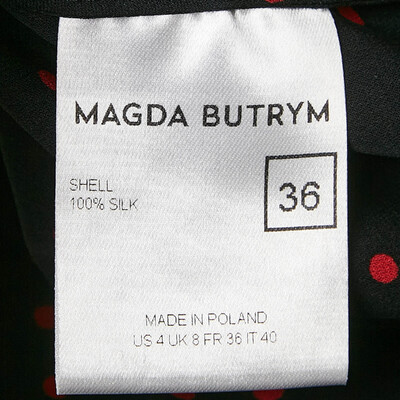 MAGDA BUTRYM
SHELL
100% SILK
36
MADE IN POLAND
US 4 UK 8 FR 36 IT 40